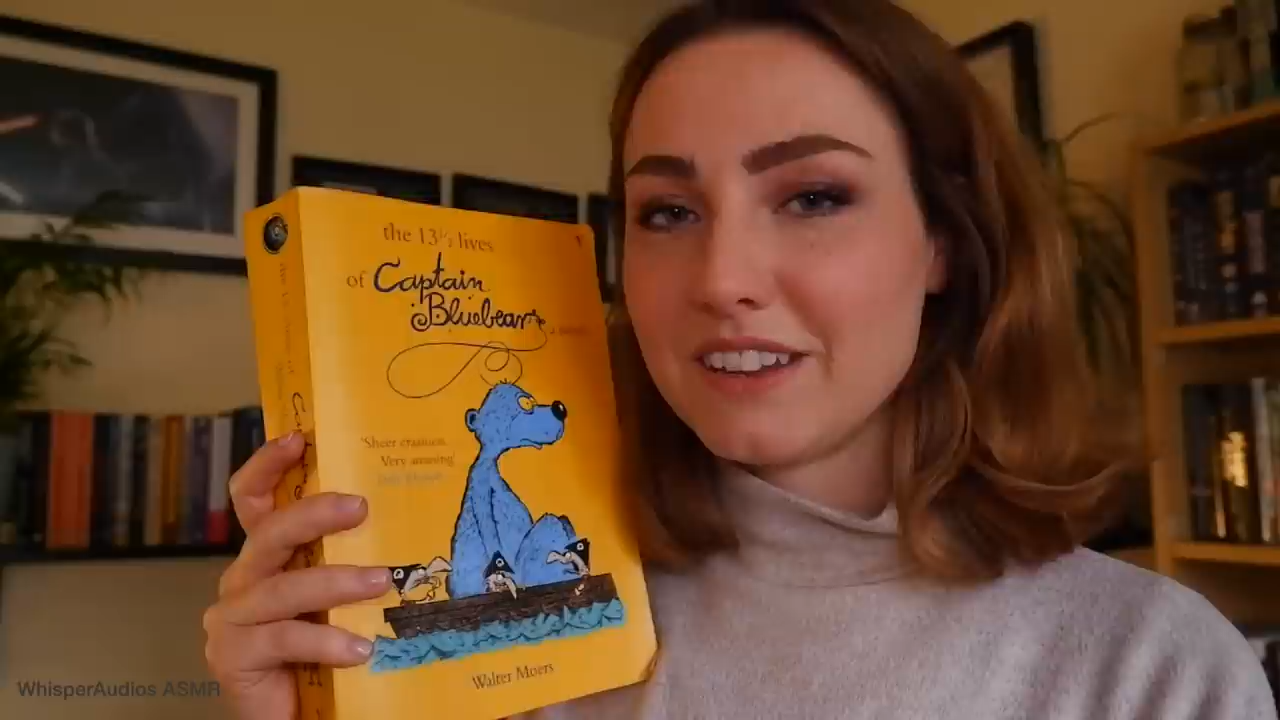 the 13½ lives
of Captain
Bluebear
'Sheer craziness.
Very amusing'
Walter Moers
WhisperAudios ASMR